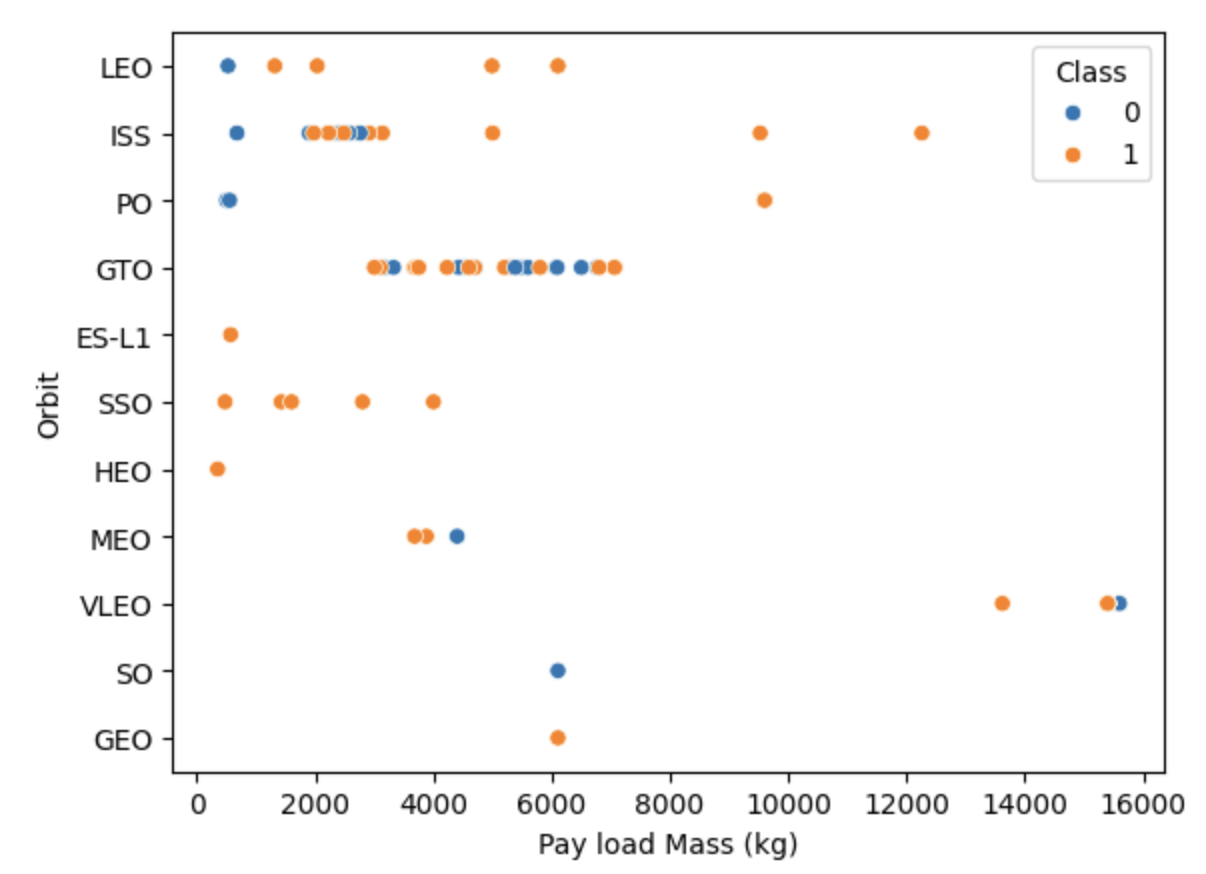 LEO
ISS
PO
GTO
ES-L1
SSO
HEO
MEO
VLEO
SO
GEO
Orbit
Class
0
1
0 2000 4000 6000 8000 10000 12000 14000 16000
Pay load Mass (kg)